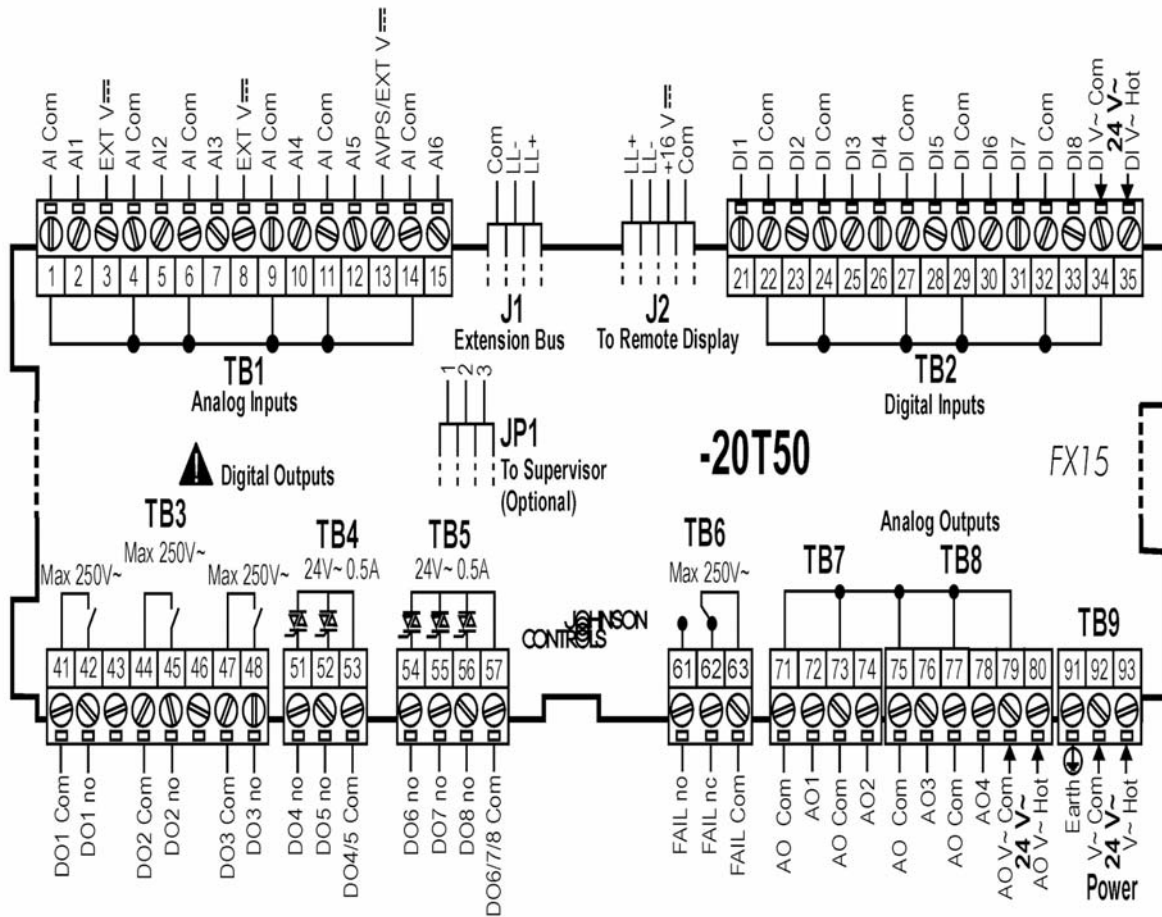 AI Com
AI1
EXT V
AI Com
AI2
AI Com
AI3
EXT V
AI Com
AI4
AI Com
AI5
AVPS/EXT V
AI Com
AI6
Com
LL-
LL+
LL+
LL-
+16 V
Com
DI1
DI Com
DI2
DI Com
DI3
DI4
DI Com
DI5
DI Com
DI6
DI7
DI Com
DI8
DI V~ Com
24 V~
DI V~ Hot
1 2 3 4 5 6 7 8 9 10 11 12 13 14 15
21 22 23 24 25 26 27 28 29 30 31 32 33 34 35
J1
Extension Bus
J2
To Remote Display
TB1
Analog Inputs
TB2
Digital Inputs
1
2
3
JP1
To Supervisor
(Optional)
-20T50
FX15
Digital Outputs
TB3
Max 250V~
Max 250V~
Max 250V~
TB4
24V~ 0.5A
TB5
24V~ 0.5A
TB6
Max 250V~
Analog Outputs
TB7
TB8
TB9
JOHNSON
CONTROLS
41 42 43 44 45 46 47 48
51 52 53
54 55 56 57
61 62 63
71 72 73 74
75 76 77 78 79 80
91 92 93
DO1 Com
DO1 no
DO2 Com
DO2 no
DO3 Com
DO3 no
DO4 no
DO5 no
DO4/5 Com
DO6 no
DO7 no
DO8 no
DO6/7/8 Com
FAIL no
FAIL nc
FAIL Com
AO Com
AO1
AO Com
AO2
AO Com
AO3
AO Com
AO4
AO V~ Com
24 V~
AO V~ Hot
Earth
V~ Com
24 V~
V~ Hot
Power